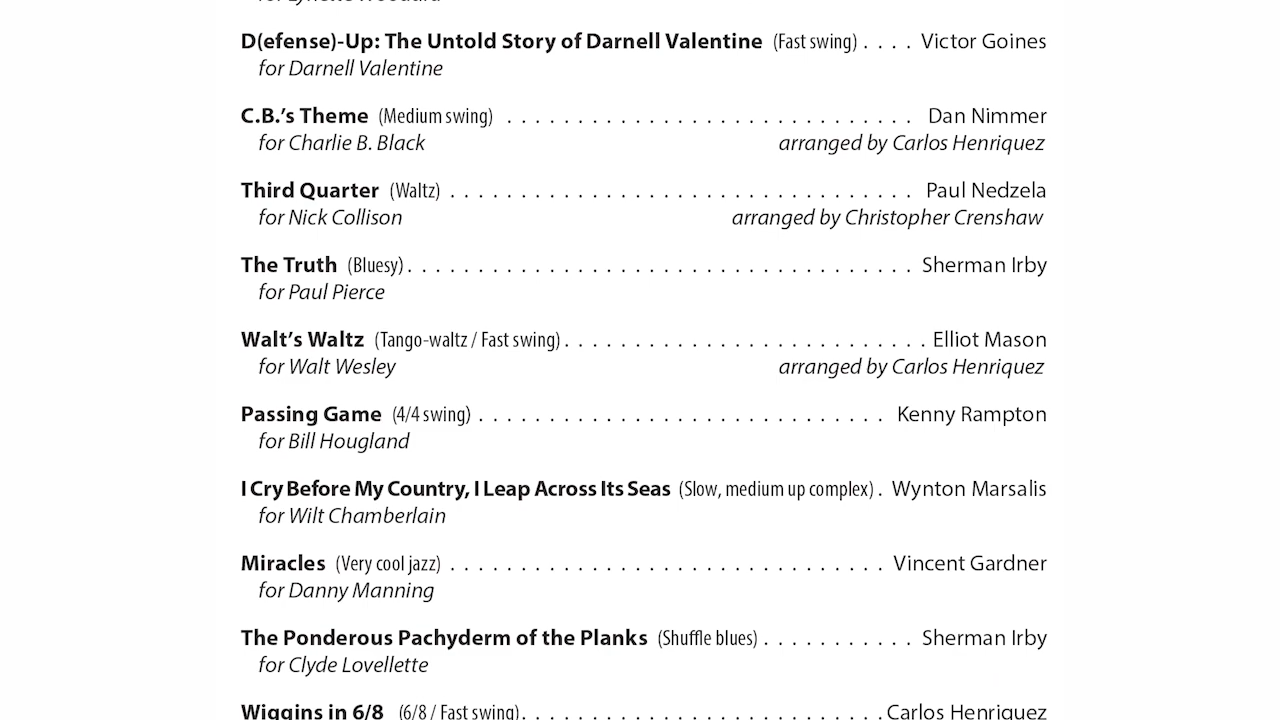 D(efense)-Up: The Untold Story of Darnell Valentine (Fast swing) . . . . Victor Goines
for Darnell Valentine
C.B.'s Theme (Medium swing) . . . . . . . . . . . . . . . . . . . . . . . . . . . . . Dan Nimmer
for Charlie B. Black arranged by Carlos Henriquez
Third Quarter (Waltz) . . . . . . . . . . . . . . . . . . . . . . . . . . . . . . . . . Paul Nedzela
for Nick Collison arranged by Christopher Crenshaw
The Truth (Bluesy) . . . . . . . . . . . . . . . . . . . . . . . . . . . . . . . . . . . . Sherman Irby
for Paul Pierce
Walt's Waltz (Tango-waltz / Fast swing) . . . . . . . . . . . . . . . . . . . . . . . . . . Elliot Mason
for Walt Wesley arranged by Carlos Henriquez
Passing Game (4/4 swing) . . . . . . . . . . . . . . . . . . . . . . . . . . . . . Kenny Rampton
for Bill Hougland
I Cry Before My Country, I Leap Across Its Seas (Slow, medium up complex) . Wynton Marsalis
for Wilt Chamberlain
Miracles (Very cool jazz) . . . . . . . . . . . . . . . . . . . . . . . . . . . . . . . Vincent Gardner
for Danny Manning
The Ponderous Pachyderm of the Planks (Shuffle blues) . . . . . . . . . . . Sherman Irby
for Clyde Lovellette
Wiggins in 6/8 (6/8 / Fast swing) . . . . . . . . . . . . . . . . . . . . . . . . . . Carlos Henriquez